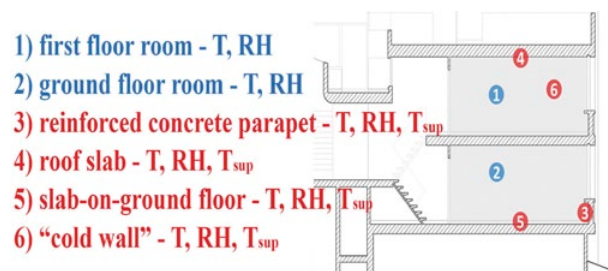 1) first floor room - T, RH
2) ground floor room - T, RH
3) reinforced concrete parapet - T, RH, Tsup
4) roof slab - T, RH, Tsup
5) slab-on-ground floor - T, RH, Tsup
6) “cold wall” - T, RH, Tsup
4
1 6
2
5 3